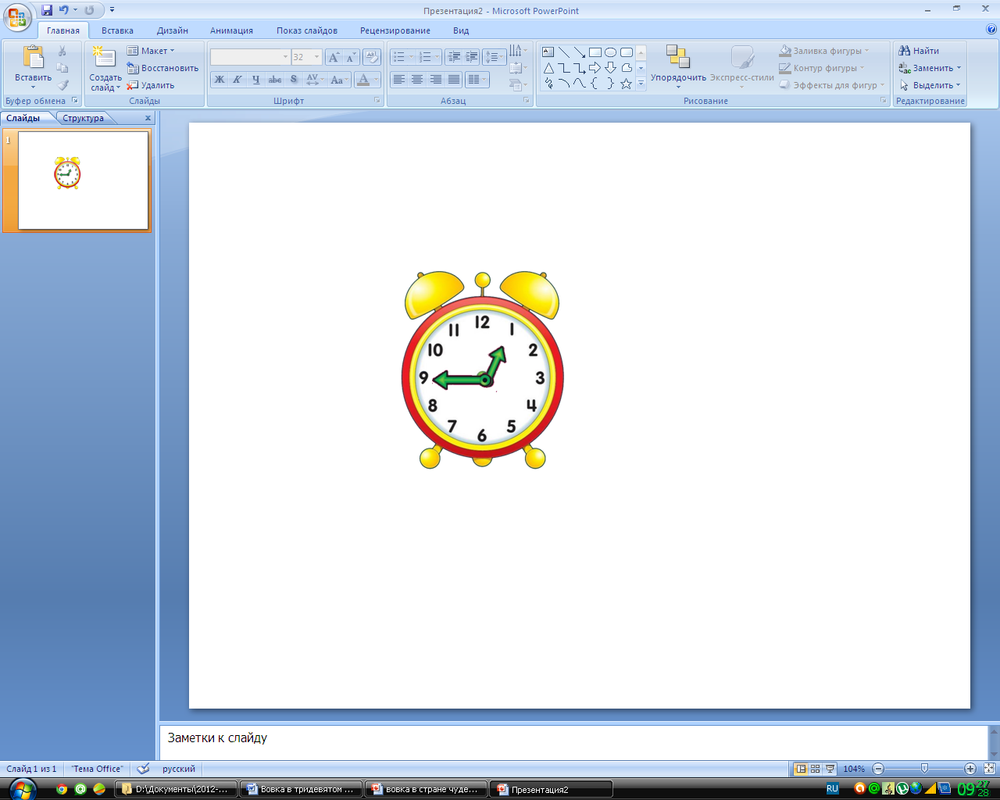 Презентация2 - Microsoft PowerPoint
Главная Вставка Дизайн Анимация Показ слайдов Рецензирование Вид
Вставить
Буфер обмена
Создать слайд
Макет
Восстановить
Удалить
Слайды
32
Ж К Ч abc S AV Aa A
Шрифт
Абзац
Упорядочить
Экспресс-стили
Заливка фигуры
Контур фигуры
Эффекты для фигур
Рисование
Найти
Заменить
Выделить
Редактирование
Слайды Структура x
1
12
11 1
10 2
9 3
8 4
7 5
6
Заметки к слайду
Слайд 1 из 1 "Тема Office" русский 104%
D:\Документы\2012-... Вовка в тридевятом ... вовка в стране чуде... Презентация2 RU 09 27
28